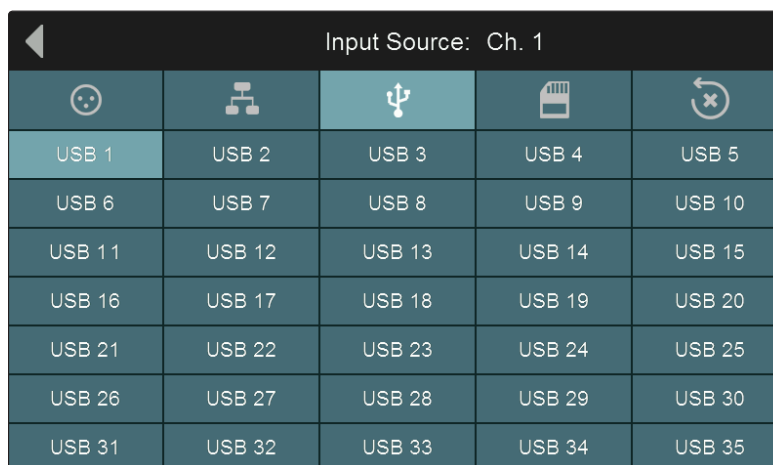 Input Source: Ch. 1
USB 1 USB 2 USB 3 USB 4 USB 5
USB 6 USB 7 USB 8 USB 9 USB 10
USB 11 USB 12 USB 13 USB 14 USB 15
USB 16 USB 17 USB 18 USB 19 USB 20
USB 21 USB 22 USB 23 USB 24 USB 25
USB 26 USB 27 USB 28 USB 29 USB 30
USB 31 USB 32 USB 33 USB 34 USB 35